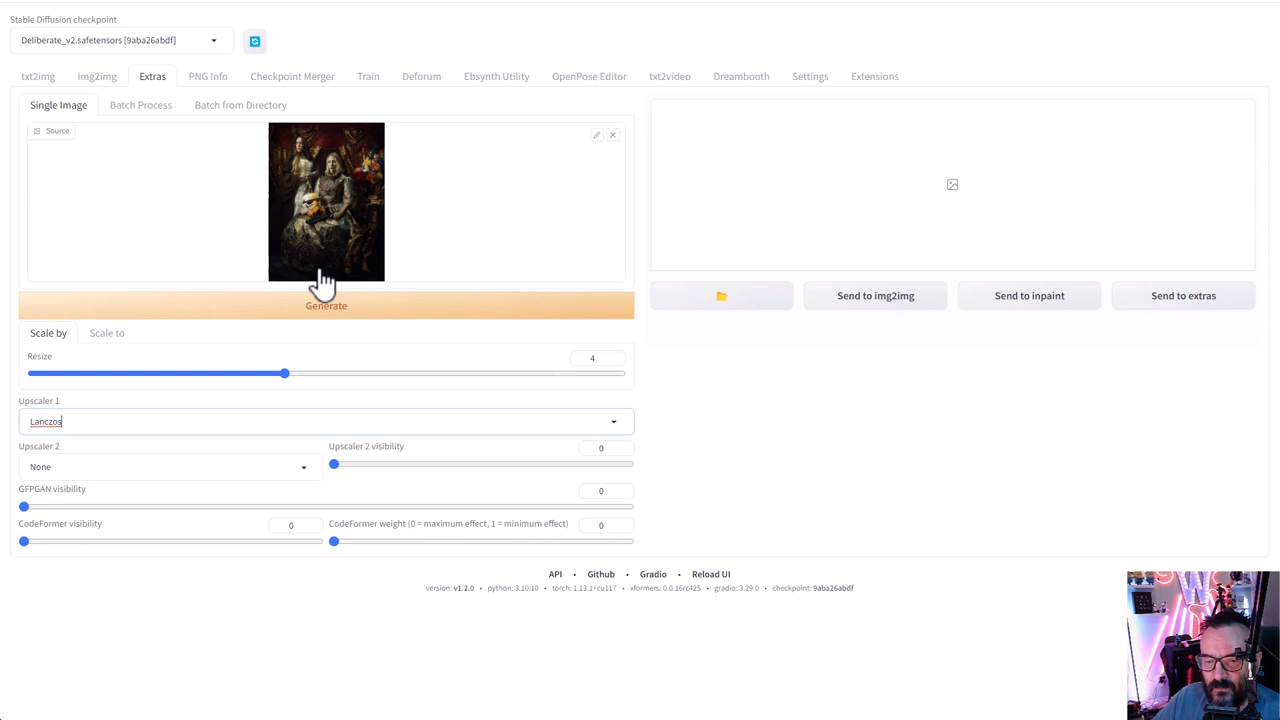 Stable Diffusion checkpoint
Deliberate_v2.safetensors [9aba26abdf]
txt2img img2img Extras PNG Info Checkpoint Merger Train Deforum Ebsynth Utility OpenPose Editor txt2video Dreambooth Settings Extensions
Single Image Batch Process Batch from Directory
Source
Generate
Send to img2img Send to inpaint Send to extras
Scale by Scale to
Resize 4
Upscaler 1
Lanczos
Upscaler 2 Upscaler 2 visibility 0
None
GFPGAN visibility 0
CodeFormer visibility 0 CodeFormer weight (0 = maximum effect, 1 = minimum effect) 0
API • Github • Gradio • Reload UI
version: v1.2.0 • python: 3.10.10 • torch: 1.13.1+cu117 • xformers: 0.0.16rc425 • gradio: 3.29.0 • checkpoint: 9aba26abdf